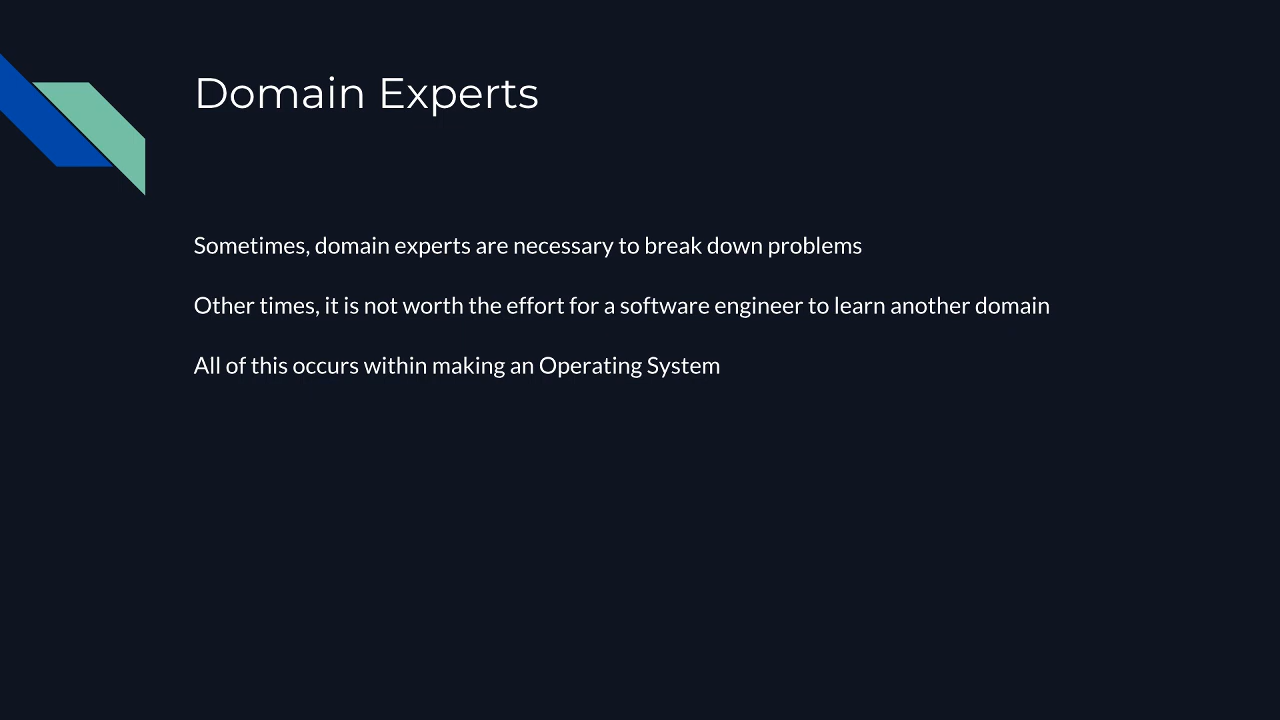 Domain Experts
Sometimes, domain experts are necessary to break down problems
Other times, it is not worth the effort for a software engineer to learn another domain
All of this occurs within making an Operating System